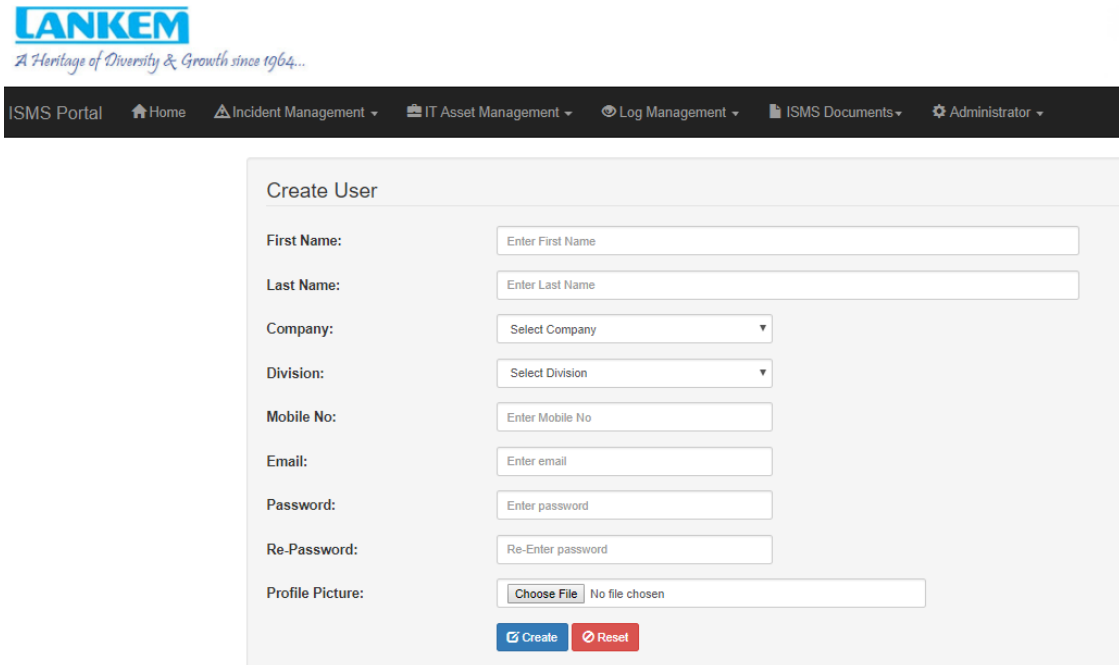 LANKEM
A Heritage of Diversity & Growth since 1964...
ISMS Portal Home Incident Management IT Asset Management Log Management ISMS Documents Administrator
Create User
First Name: Enter First Name
Last Name: Enter Last Name
Company: Select Company
Division: Select Division
Mobile No: Enter Mobile No
Email: Enter email
Password: Enter password
Re-Password: Re-Enter password
Profile Picture: Choose File No file chosen
Create Reset